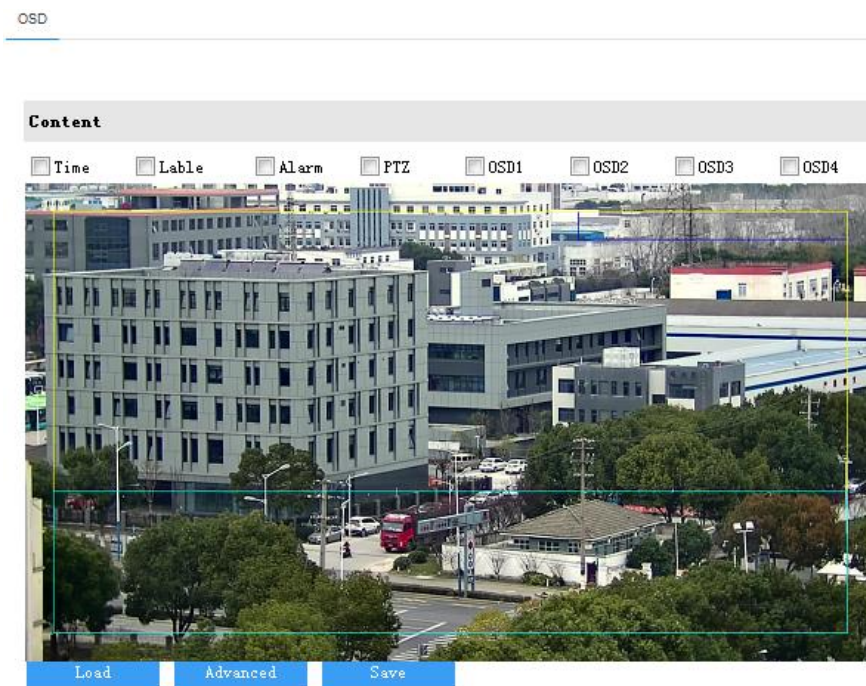 OSD
Content
Time Lable Alarm PTZ OSD1 OSD2 OSD3 OSD4
Load Advanced Save